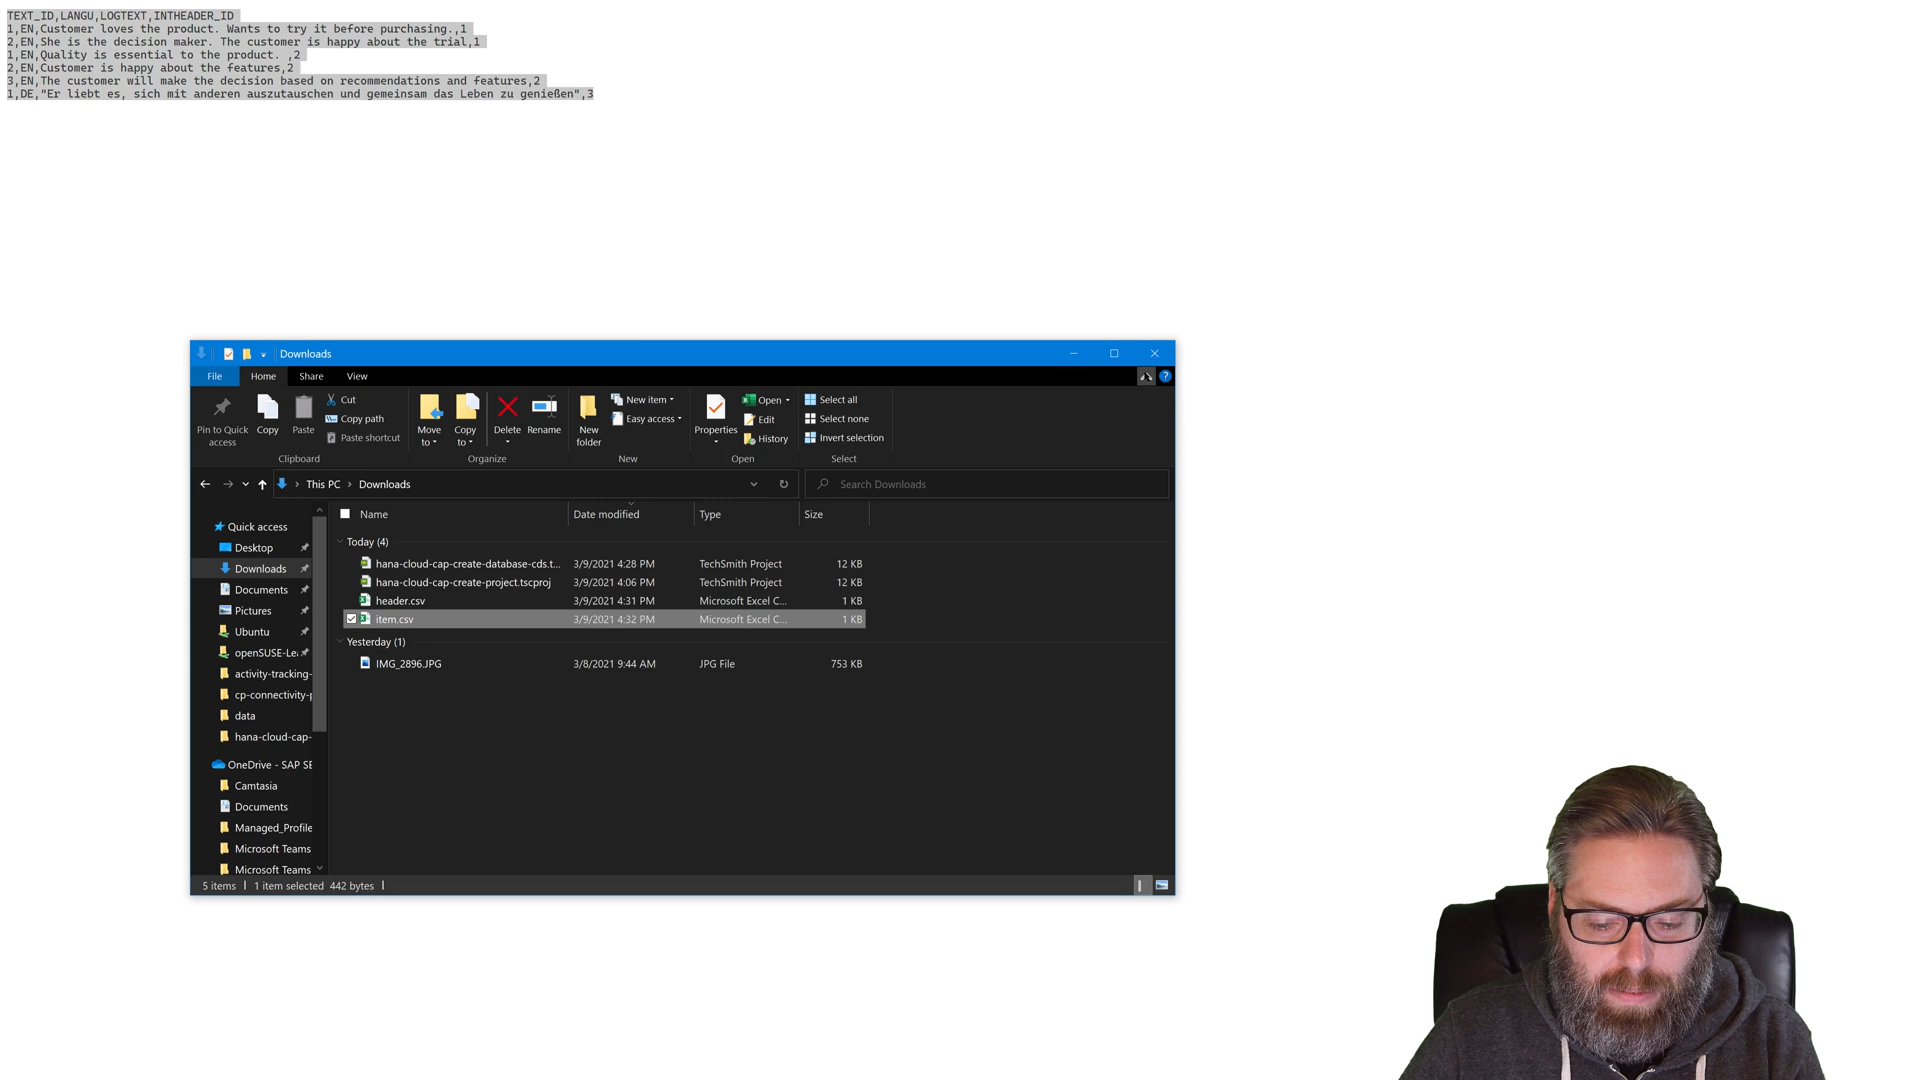 TEXT_ID,LANGU,LOGTEXT,INTHEADER_ID
1,EN,Customer loves the product. Wants to try it before purchasing.,1
2,EN,She is the decision maker. The customer is happy about the trial,1
1,EN,Quality is essential to the product. ,2
2,EN,Customer is happy about the features,2
3,EN,The customer will make the decision based on recommendations and features,2
1,DE,"Er liebt es, sich mit anderen auszutauschen und gemeinsam das Leben zu genießen",3
Downloads
File Home Share View
Pin to Quick access
Copy
Paste
Cut
Copy path
Paste shortcut
Clipboard
Move to
Copy to
Delete
Rename
Organize
New folder
New item
Easy access
New
Properties
Open
Edit
History
Open
Select all
Select none
Invert selection
Select
This PC > Downloads
Search Downloads
Quick access
Desktop
Downloads
Documents
Pictures
Ubuntu
openSUSE-Le
activity-tracking-
cp-connectivity-p
data
hana-cloud-cap-
OneDrive - SAP SE
Camtasia
Documents
Managed_Profile
Microsoft Teams
Microsoft Teams
Name Date modified Type Size
Today (4)
hana-cloud-cap-create-database-cds.t... 3/9/2021 4:28 PM TechSmith Project 12 KB
hana-cloud-cap-create-project.tscproj 3/9/2021 4:06 PM TechSmith Project 12 KB
header.csv 3/9/2021 4:31 PM Microsoft Excel C... 1 KB
item.csv 3/9/2021 4:32 PM Microsoft Excel C... 1 KB
Yesterday (1)
IMG_2896.JPG 3/8/2021 9:44 AM JPG File 753 KB
5 items 1 item selected 442 bytes